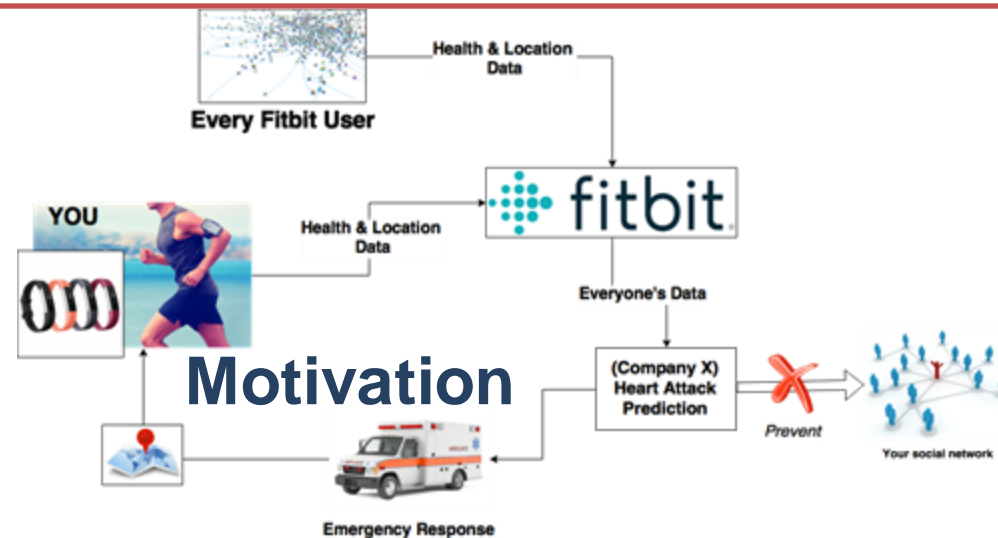 Health & Location
Data
Every Fitbit User
YOU
Health & Location
Data
fitbit
Everyone's Data
Motivation
(Company X)
Heart Attack
Prediction
Prevent
Your social network
Emergency Response